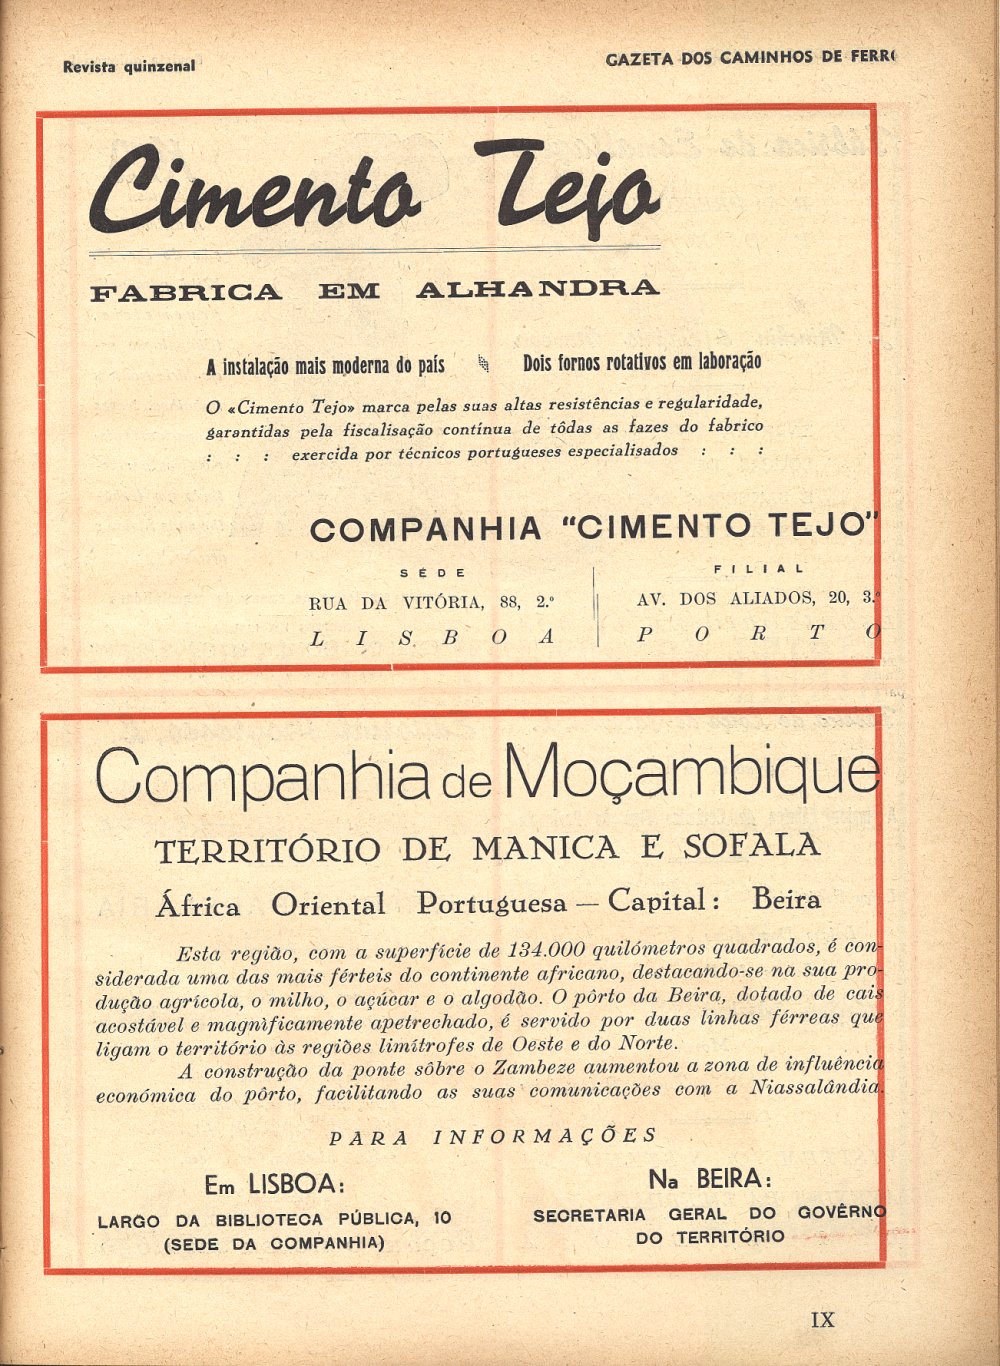 Revista quinzenal
GAZETA DOS CAMINHOS DE FERRO
Cimento Tejo
FABRICA EM ALHANDRA
A instalação mais moderna do país
Dois fornos rotativos em laboração
O «Cimento Tejo» marca pelas suas altas resistências e regularidade,
garantidas pela fiscalisação contínua de tôdas as fazes do fabrico
: : : exercida por técnicos portugueses especialisados : : :
COMPANHIA "CIMENTO TEJO"
SÉDE
RUA DA VITÓRIA, 88, 2.º
LISBOA
FILIAL
AV. DOS ALIADOS, 20, 3.º
PORTO
Companhia de Moçambique
TERRITÓRIO DE MANICA E SOFALA
África Oriental Portuguesa — Capital: Beira
Esta região, com a superfície de 134.000 quilómetros quadrados, é con-
siderada uma das mais férteis do continente africano, destacando-se na sua pro-
dução agrícola, o milho, o açúcar e o algodão. O pôrto da Beira, dotado de cais
acostável e magnìficamente apetrechado, é servido por duas linhas férreas que
ligam o território às regiões limítrofes de Oeste e do Norte.
A construção da ponte sôbre o Zambeze aumentou a zona de influência
económica do pôrto, facilitando as suas comunicações com a Niassalândia.
PARA INFORMAÇÕES
Em LISBOA:
LARGO DA BIBLIOTECA PÚBLICA, 10
(SEDE DA COMPANHIA)
Na BEIRA:
SECRETARIA GERAL DO GOVÊRNO
DO TERRITÓRIO
IX